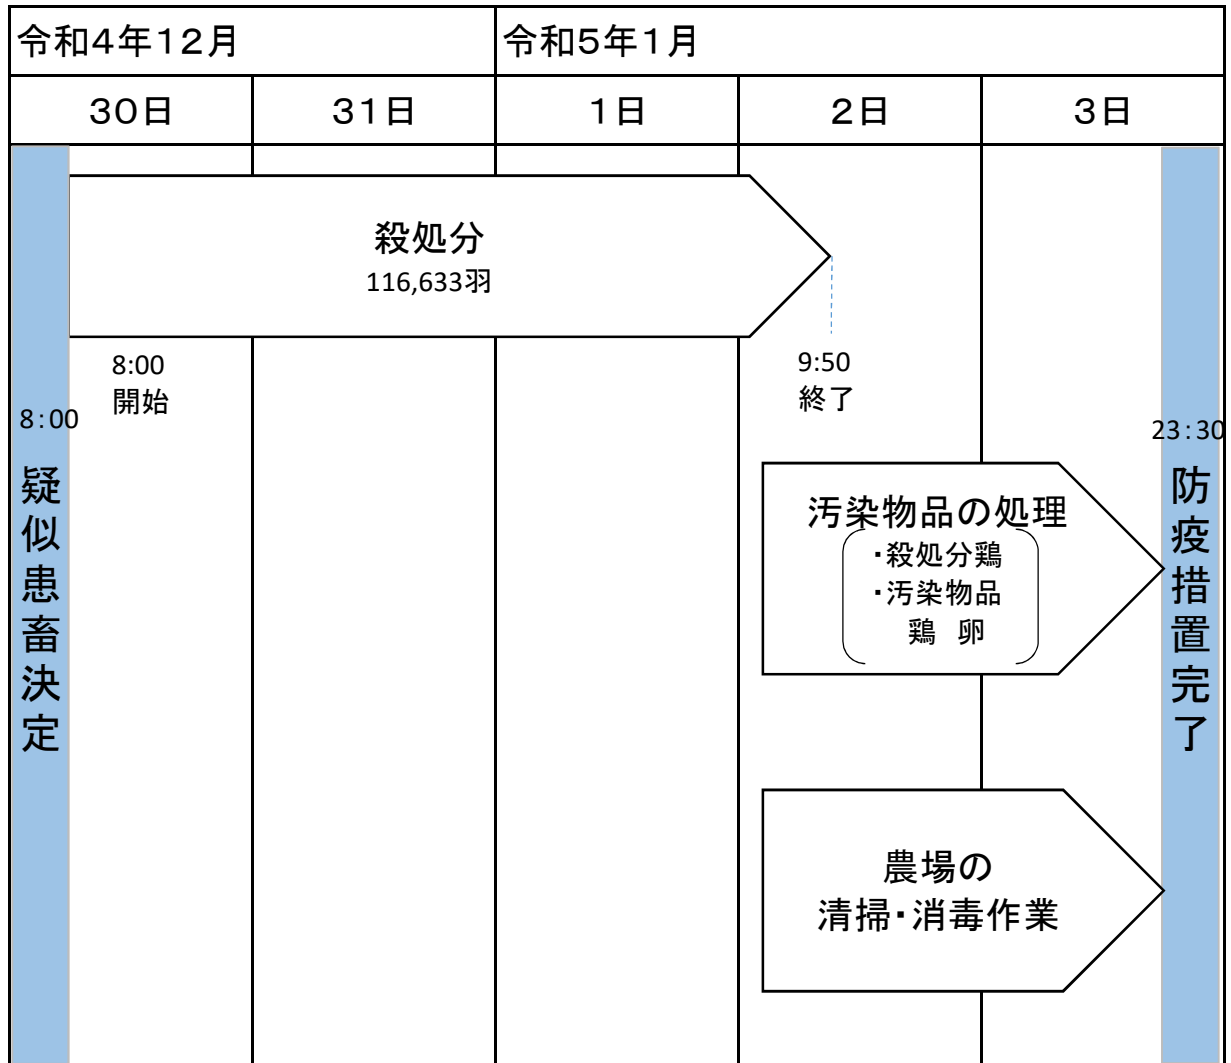 令和4年12月
令和5年1月
30日
31日
1日
2日
3日
殺処分
116,633羽
8:00
開始
9:50
終了
8:00
疑似患畜決定
23:30
防疫措置完了
汚染物品の処理
・殺処分鶏
・汚染物品
鶏 卵
農場の
清掃・消毒作業